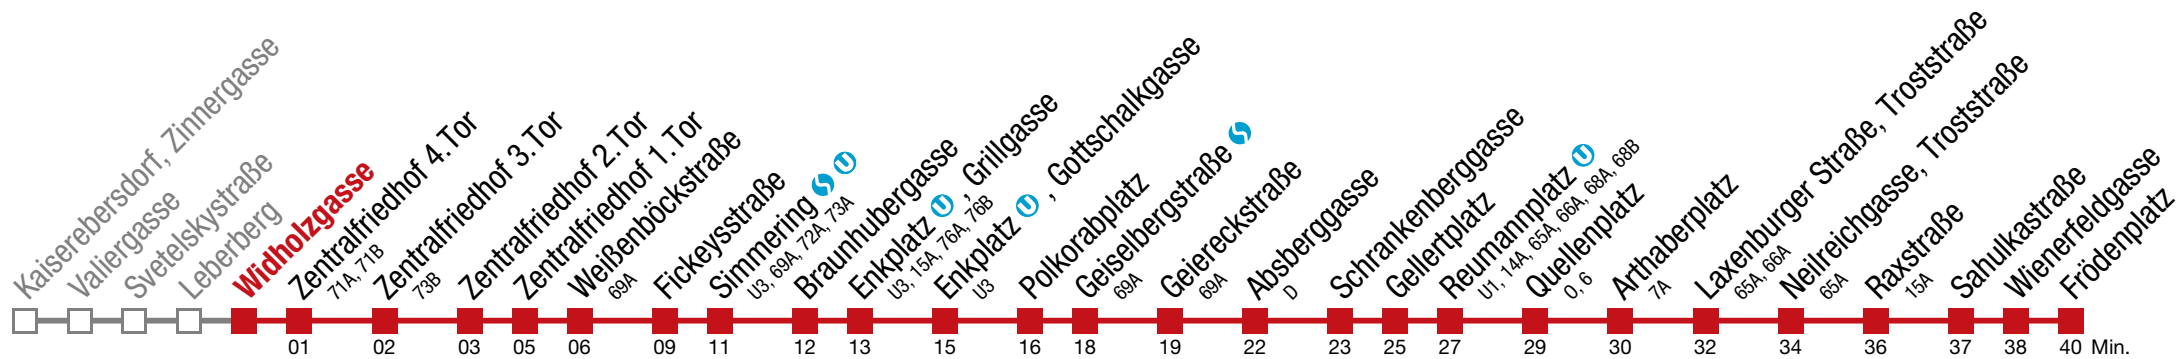 Kaiserebersdorf, Zinnergasse
Valiergasse
Svetelskystraße
Leberberg
Widholzgasse
Zentralfriedhof 4.Tor
71A, 71B
Zentralfriedhof 3.Tor
73B
Zentralfriedhof 2.Tor
Zentralfriedhof 1.Tor
Weißenböckstraße
69A
Fickeysstraße
Simmering S U
U3, 69A, 72A, 73A
Braunhubergasse
Enkplatz U , Grillgasse
U3, 15A, 76A, 76B
Enkplatz U , Gottschalkgasse
U3
Polkorabplatz
Geiselbergstraße S
69A
Geiereckstraße
69A
Absberggasse
D
Schrankenberggasse
Gellertplatz
Reumannplatz U
U1, 14A, 65A, 66A, 68A, 68B
Quellenplatz
O, 6
Arthaberplatz
7A
Laxenburger Straße, Troststraße
65A, 66A
Neilreichgasse, Troststraße
65A
Raxstraße
15A
Sahulkastraße
Wienerfeldgasse
Frödenplatz
01 02 03 05 06 09 11 12 13 15 16 18 19 22 23 25 27 29 30 32 34 36 37 38 40 Min.